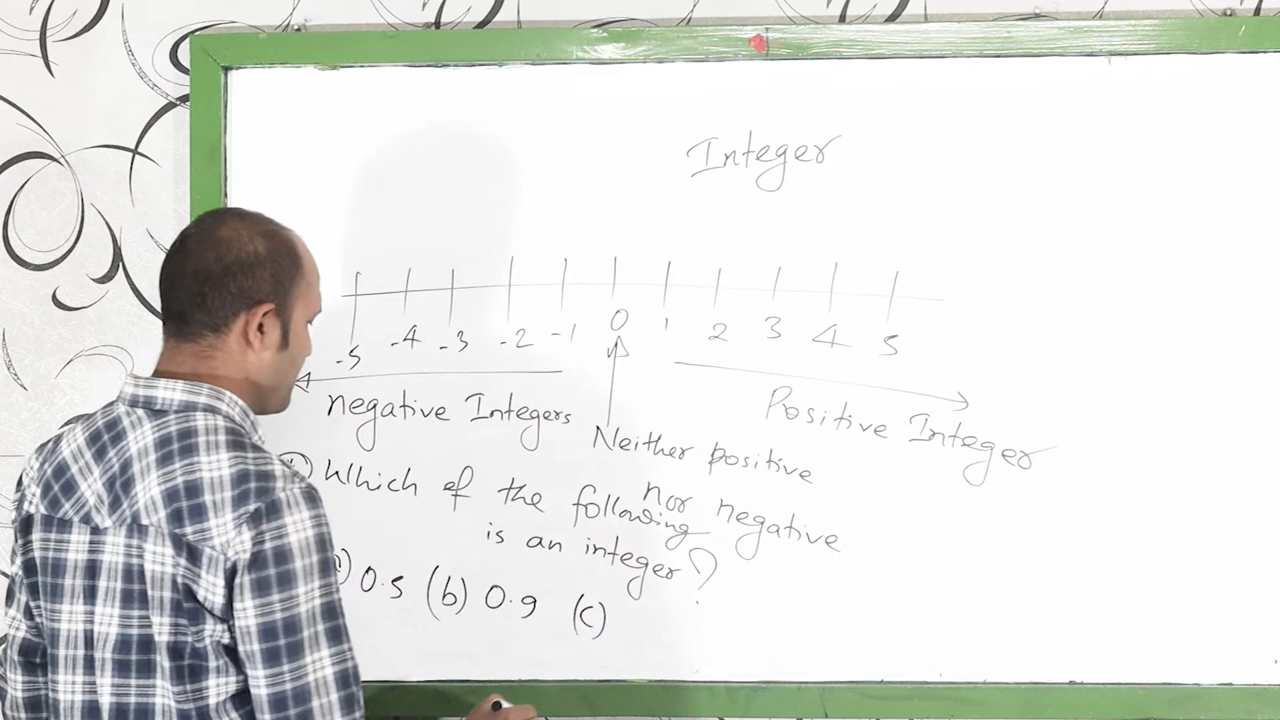 Integer
-5 -4 -3 -2 -1 0 1 2 3 4 5
negative Integers
Neither positive
nor negative
Positive Integer
Which of the following
is an integer?
0.5 (b) 0.9 (c)